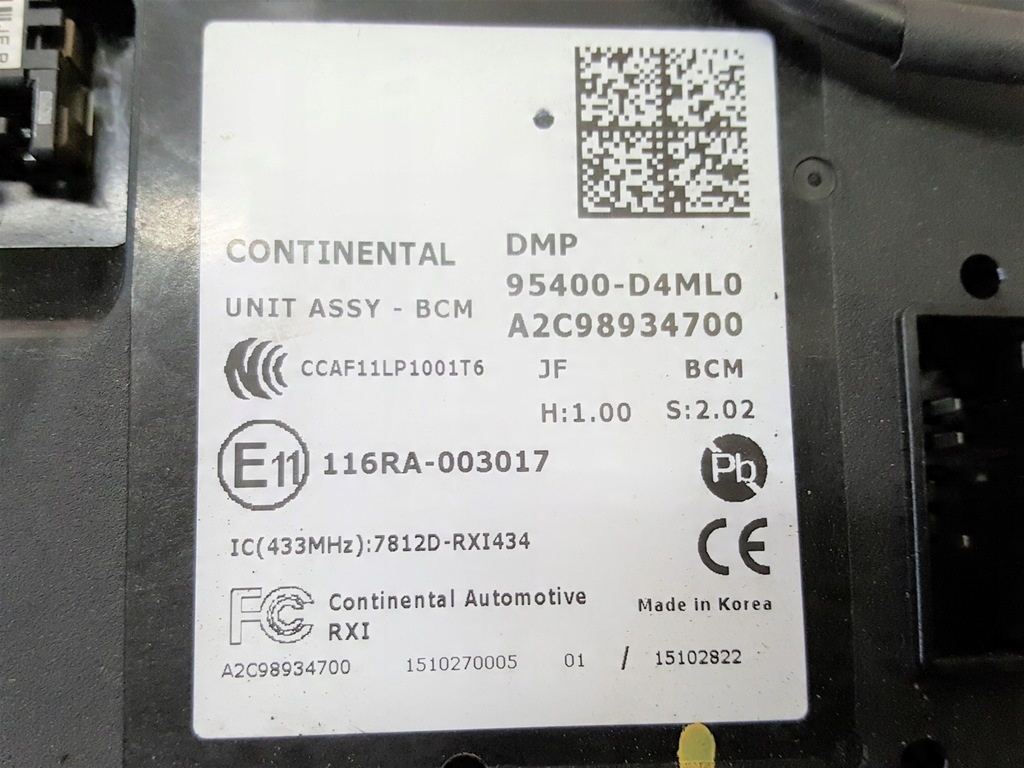 CONTINENTAL
UNIT ASSY - BCM
DMP
95400-D4ML0
A2C98934700
CCAF11LP1001T6
JF BCM
H:1.00 S:2.02
E11 116RA-003017
Pb
IC(433MHz):7812D-RXI434
CE
FC Continental Automotive
RXI
Made in Korea
A2C98934700 1510270005 01 / 15102822